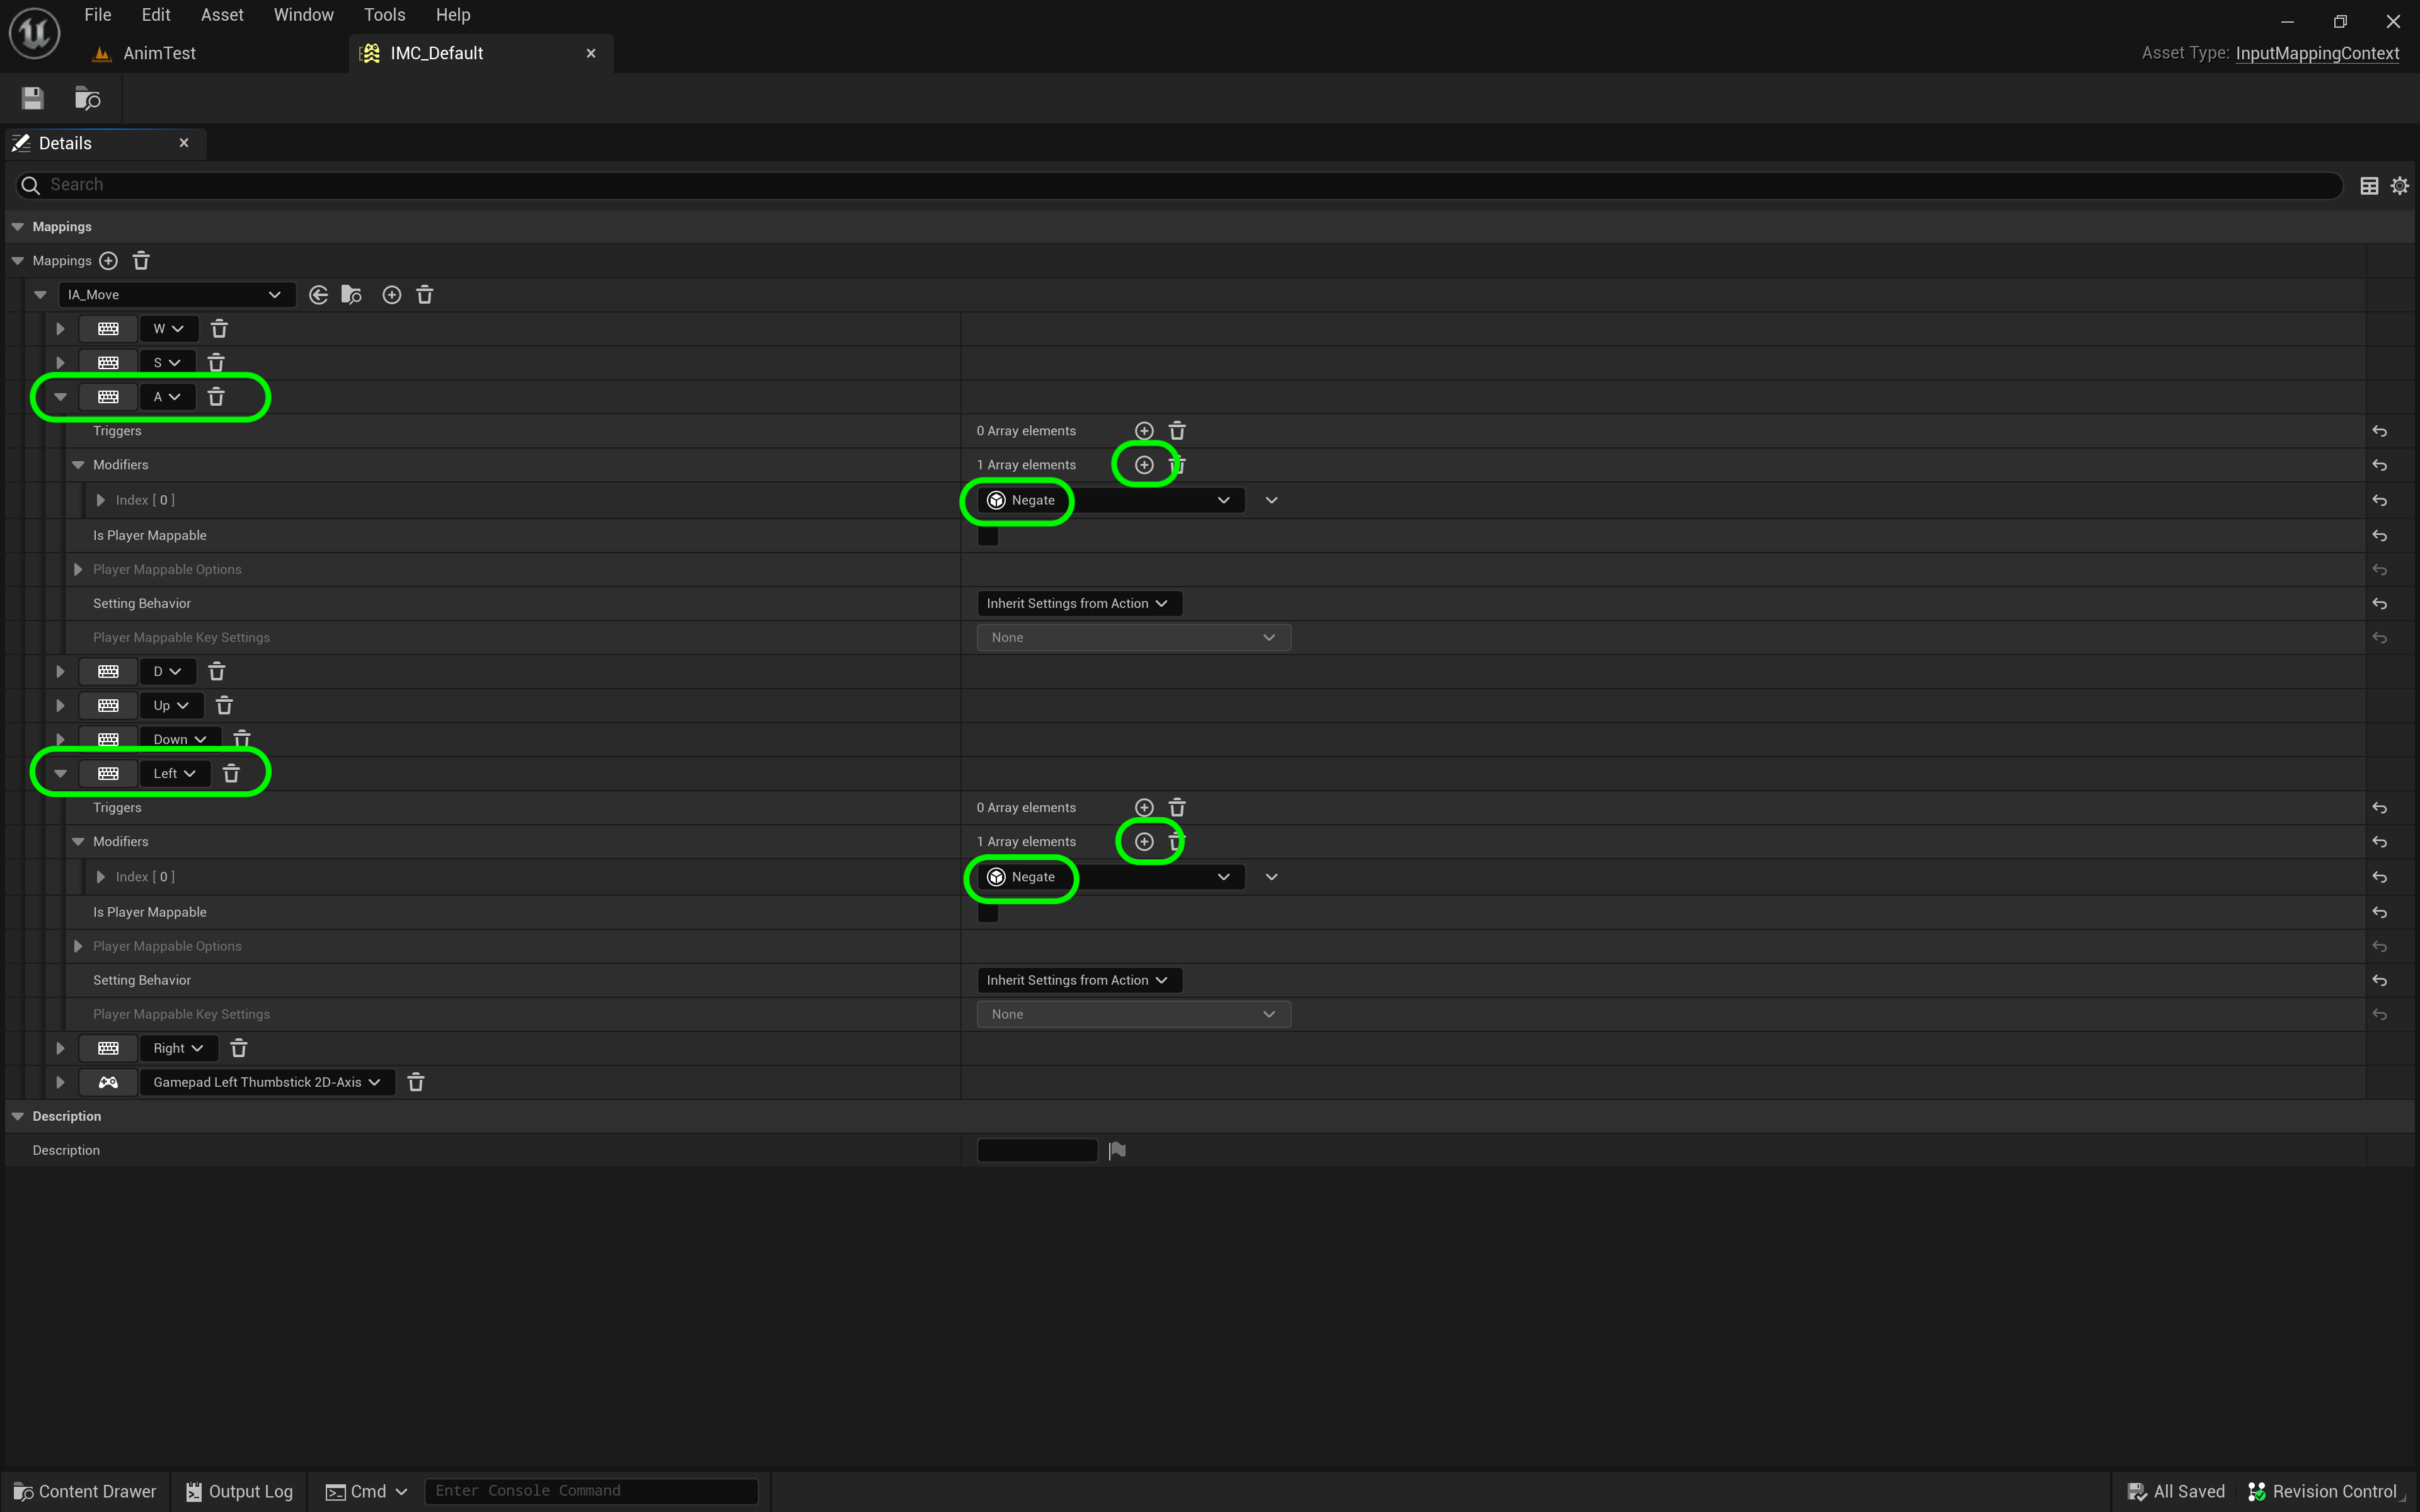 File Edit Asset Window Tools Help
AnimTest IMC_Default Asset Type: InputMappingContext
Details
Search
Mappings
Mappings
IA_Move
W
S
A
Triggers 0 Array elements
Modifiers 1 Array elements
Index [ 0 ] Negate
Is Player Mappable
Player Mappable Options
Setting Behavior Inherit Settings from Action
Player Mappable Key Settings None
D
Up
Down
Left
Triggers 0 Array elements
Modifiers 1 Array elements
Index [ 0 ] Negate
Is Player Mappable
Player Mappable Options
Setting Behavior Inherit Settings from Action
Player Mappable Key Settings None
Right
Gamepad Left Thumbstick 2D-Axis
Description
Description
Content Drawer Output Log Cmd Enter Console Command All Saved Revision Control